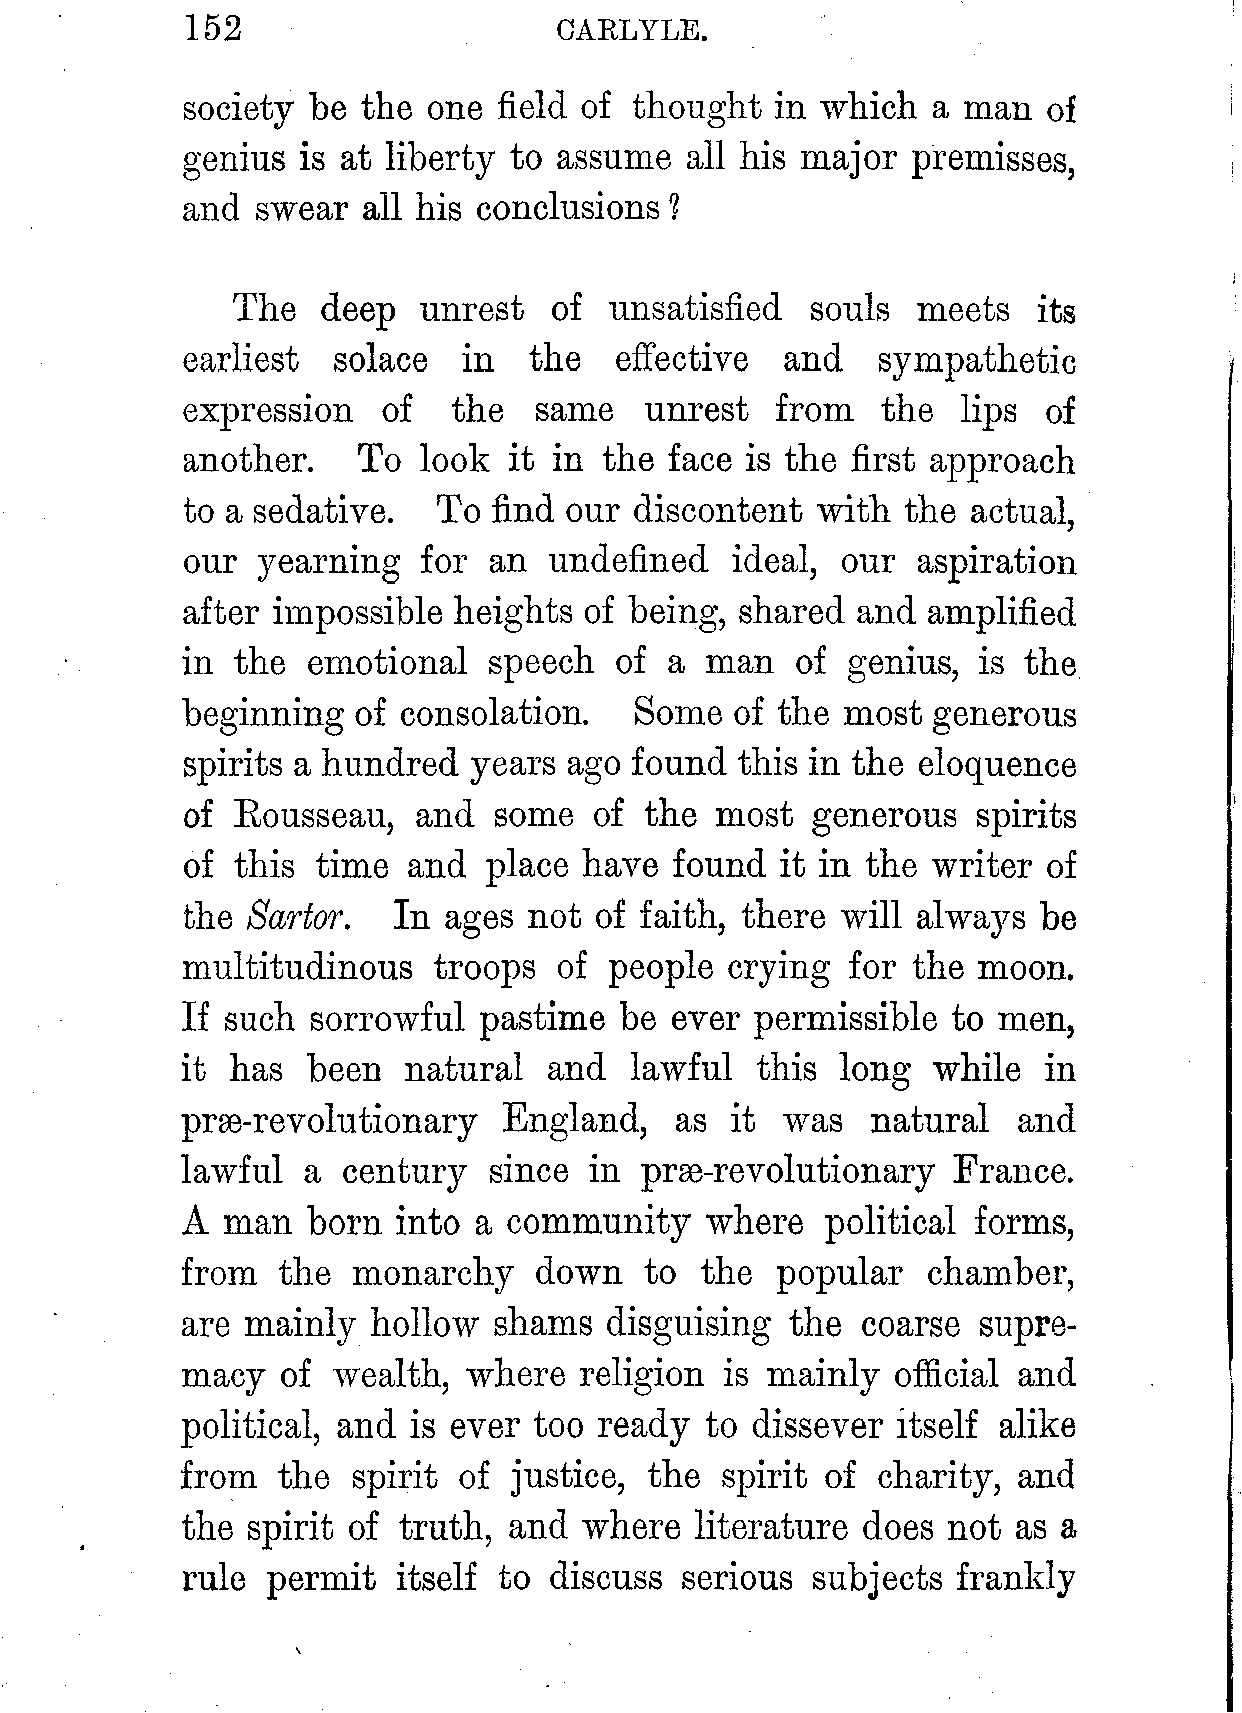 152 CARLYLE.
society be the one field of thought in which a man of
genius is at liberty to assume all his major premisses,
and swear all his conclusions?
The deep unrest of unsatisfied souls meets its
earliest solace in the effective and sympathetic
expression of the same unrest from the lips of
another. To look it in the face is the first approach
to a sedative. To find our discontent with the actual,
our yearning for an undefined ideal, our aspiration
after impossible heights of being, shared and amplified
in the emotional speech of a man of genius, is the
beginning of consolation. Some of the most generous
spirits a hundred years ago found this in the eloquence
of Rousseau, and some of the most generous spirits
of this time and place have found it in the writer of
the Sartor. In ages not of faith, there will always be
multitudinous troops of people crying for the moon.
If such sorrowful pastime be ever permissible to men,
it has been natural and lawful this long while in
præ-revolutionary England, as it was natural and
lawful a century since in præ-revolutionary France.
A man born into a community where political forms,
from the monarchy down to the popular chamber,
are mainly hollow shams disguising the coarse supre-
macy of wealth, where religion is mainly official and
political, and is ever too ready to dissever itself alike
from the spirit of justice, the spirit of charity, and
the spirit of truth, and where literature does not as a
rule permit itself to discuss serious subjects frankly